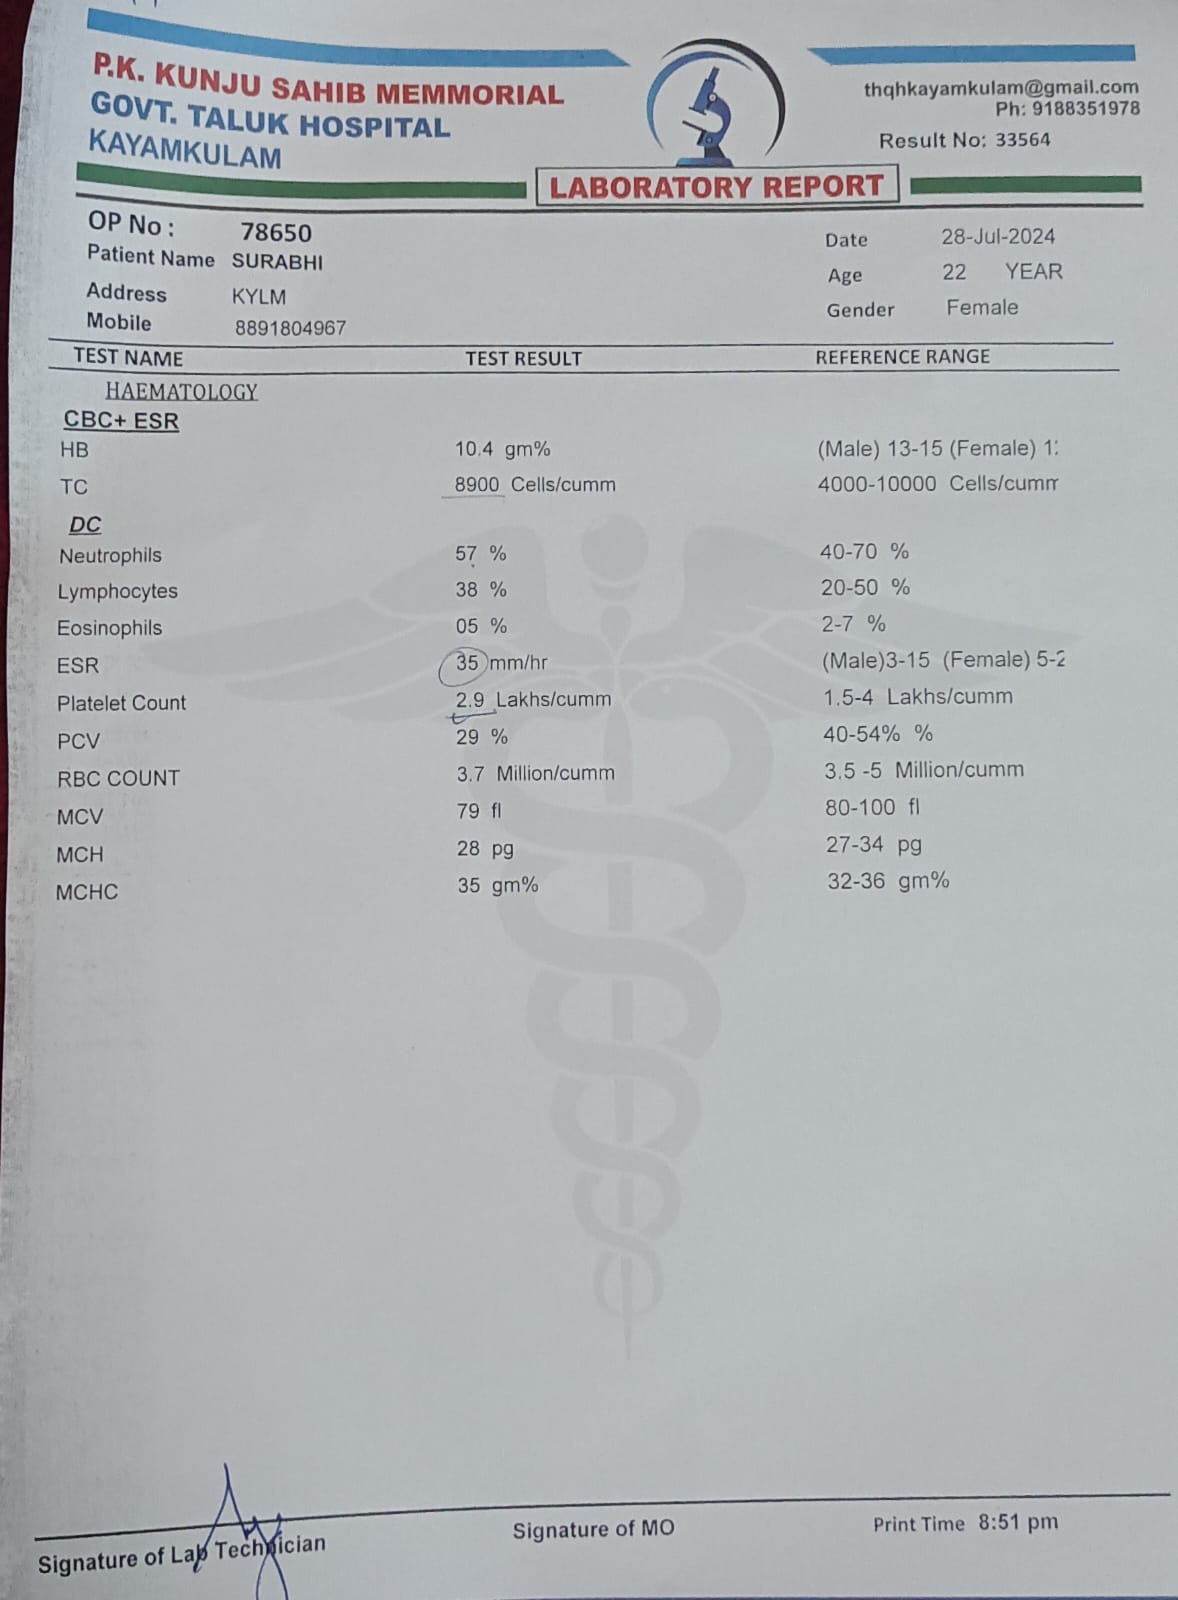 P.K. KUNJU SAHIB MEMMORIAL
GOVT. TALUK HOSPITAL
KAYAMKULAM
thqhkayamkulam@gmail.com
Ph: 9188351978
Result No: 33564
LABORATORY REPORT
OP No : 78650
Patient Name SURABHI
Address KYLM
Mobile 8891804967
Date 28-Jul-2024
Age 22 YEAR
Gender Female
TEST NAME TEST RESULT REFERENCE RANGE
HAEMATOLOGY
CBC+ ESR
HB 10.4 gm% (Male) 13-15 (Female)
TC 8900 Cells/cumm 4000-10000 Cells/cumm
DC
Neutrophils 57 % 40-70 %
Lymphocytes 38 % 20-50 %
Eosinophils 05 % 2-7 %
ESR 35 mm/hr (Male)3-15 (Female) 5-2
Platelet Count 2.9 Lakhs/cumm 1.5-4 Lakhs/cumm
PCV 29 % 40-54% %
RBC COUNT 3.7 Million/cumm 3.5 -5 Million/cumm
MCV 79 fl 80-100 fl
MCH 28 pg 27-34 pg
MCHC 35 gm% 32-36 gm%
Signature of Lab Technician Signature of MO Print Time 8:51 pm